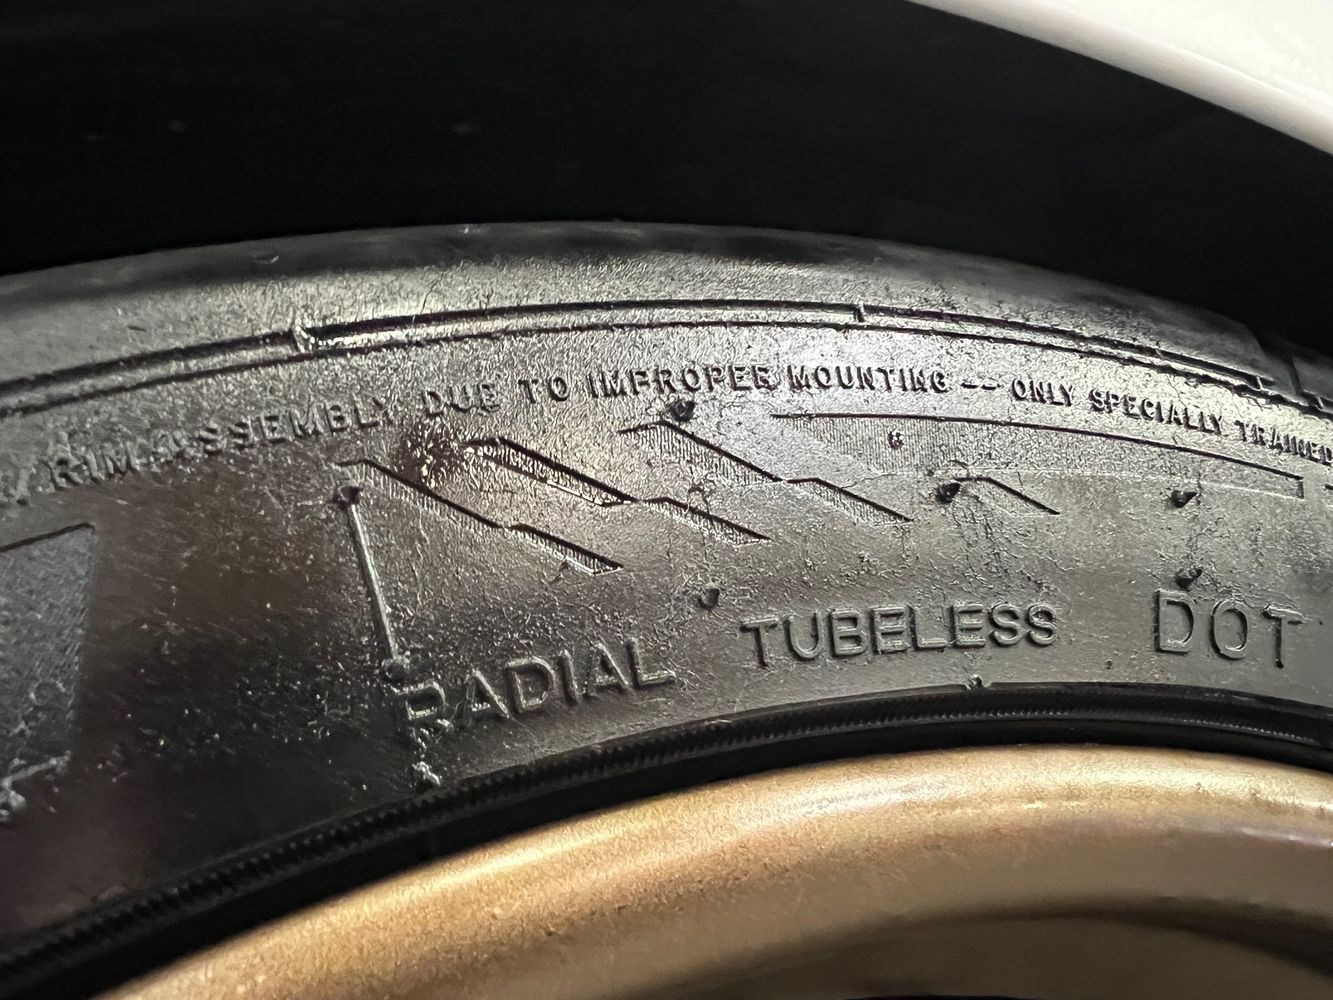 RIM ASSEMBLY DUE TO IMPROPER MOUNTING -- ONLY SPECIALLY TRAINED
RADIAL TUBELESS DOT